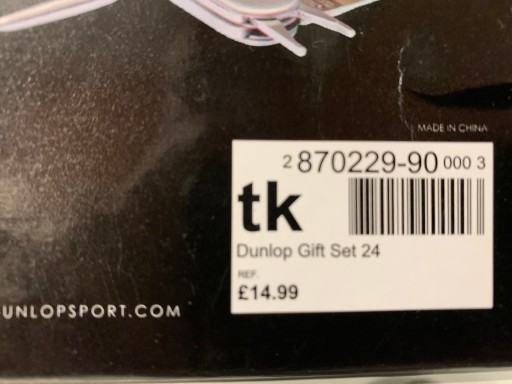 MADE IN CHINA
2 870229-90 000 3
tk
Dunlop Gift Set 24
REF.
£14.99
UNLOPSPORT.COM